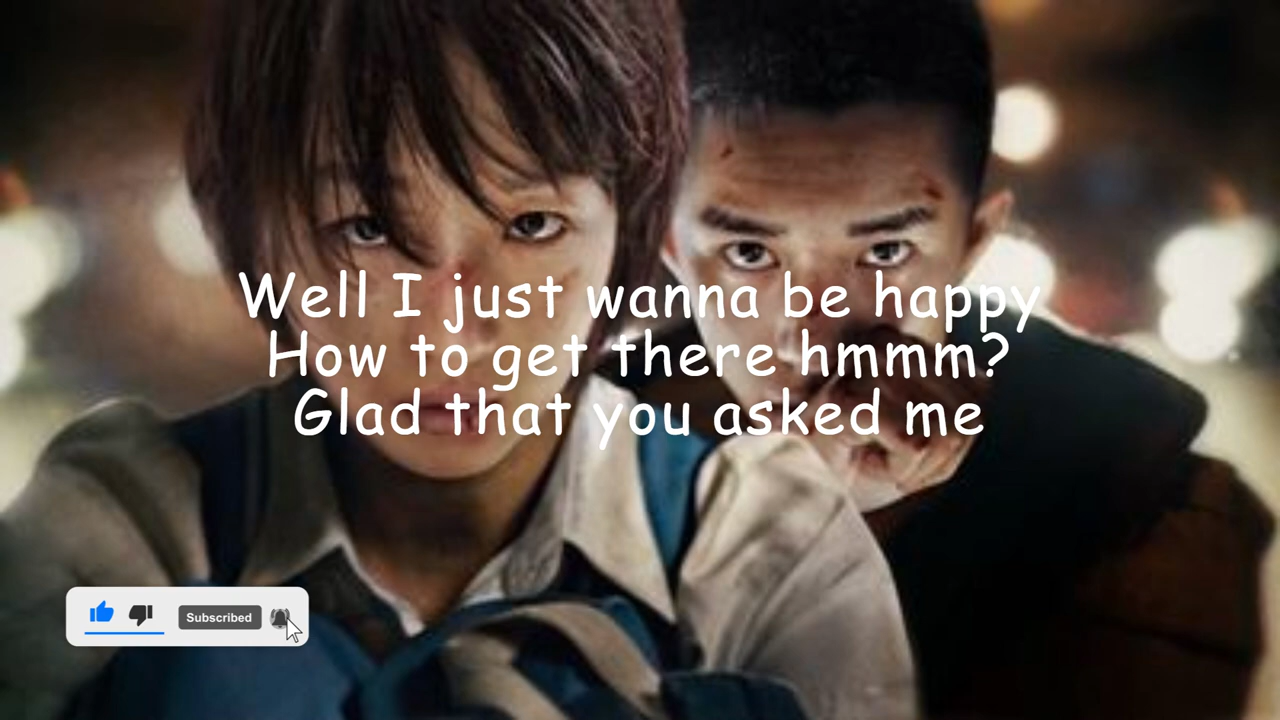 Well I just wanna be happy
How to get there hmmm?
Glad that you asked me
Subscribed